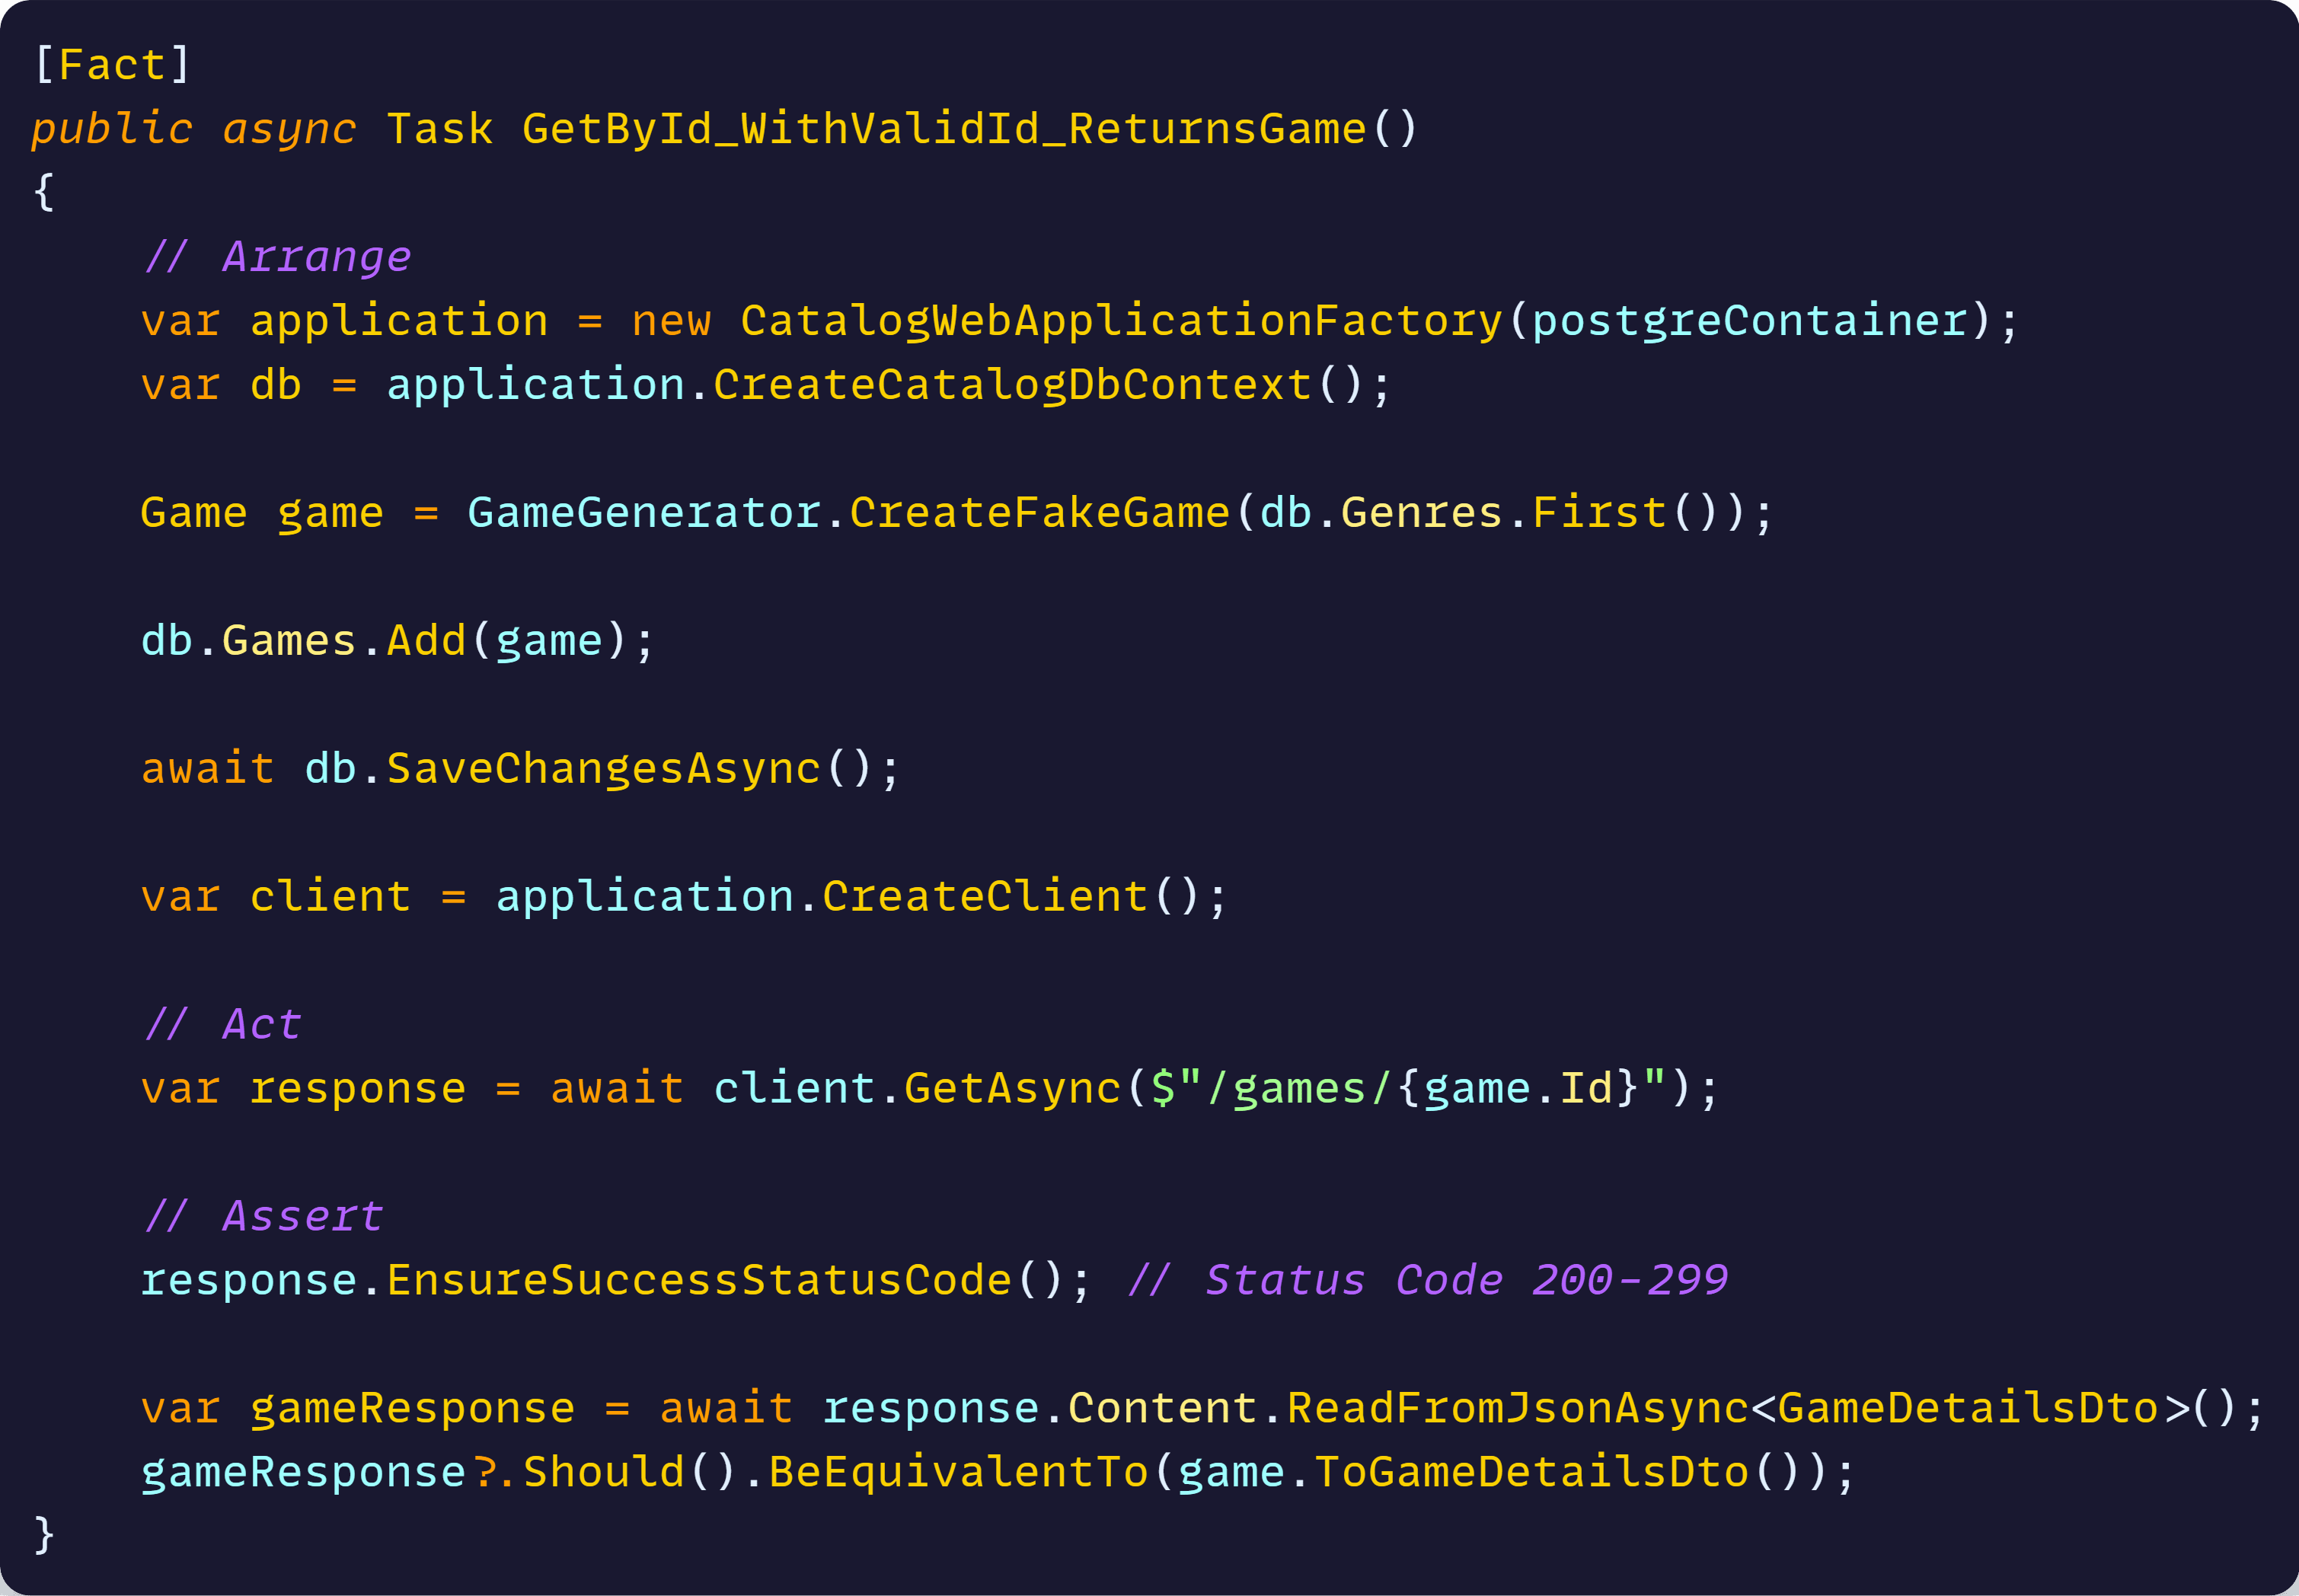 [Fact]
public async Task GetById_WithValidId_ReturnsGame()
{
    // Arrange
    var application = new CatalogWebApplicationFactory(postgreContainer);
    var db = application.CreateCatalogDbContext();

    Game game = GameGenerator.CreateFakeGame(db.Genres.First());

    db.Games.Add(game);

    await db.SaveChangesAsync();

    var client = application.CreateClient();

    // Act
    var response = await client.GetAsync($"/games/{game.Id}");

    // Assert
    response.EnsureSuccessStatusCode(); // Status Code 200-299

    var gameResponse = await response.Content.ReadFromJsonAsync<GameDetailsDto>();
    gameResponse?.Should().BeEquivalentTo(game.ToGameDetailsDto());
}